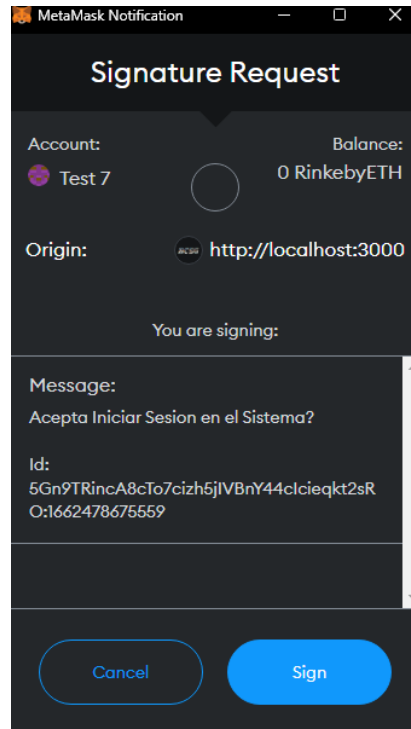 MetaMask Notification
Signature Request
Account:
Balance:
Test 7
0 RinkebyETH
Origin:
http://localhost:3000
You are signing:
Message:
Acepta Iniciar Sesion en el Sistema?
Id:
5Gn9TRincA8cTo7cizh5jIVBnY44cIcieqkt2sR
O:1662478675559
Cancel
Sign